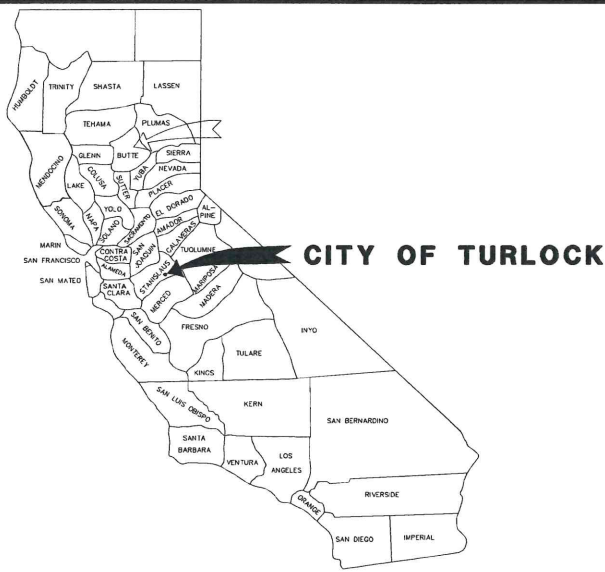 HUMBOLDT
TRINITY
SHASTA
LASSEN
TEHAMA
PLUMAS
MENDOCINO
GLENN
BUTTE
SIERRA
COLUSA
YUBA
NEVADA
LAKE
SUTTER
PLACER
SONOMA
NAPA
YOLO
EL DORADO
AL-
PINE
SOLANO
SACRAMENTO
AMADOR
MARIN
CALAVERAS
SAN FRANCISCO
CONTRA
COSTA
SAN
JOAQUIN
TUOLUMNE
CITY OF TURLOCK
ALAMEDA
SAN MATEO
SANTA
CLARA
STANISLAUS
MARIPOSA
MERCED
MADERA
SAN BENITO
FRESNO
INYO
MONTEREY
KINGS
TULARE
SAN LUIS OBISPO
KERN
SAN BERNARDINO
SANTA
BARBARA
VENTURA
LOS
ANGELES
ORANGE
RIVERSIDE
SAN DIEGO
IMPERIAL